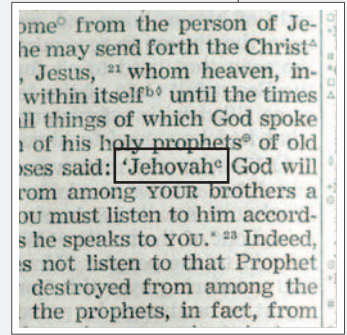 ome° from the person of Je-
he may send forth the Christ△
, Jesus, ²¹ whom heaven, in-
within itselfᵇ◊ until the times
ll things of which God spoke
of his holy prophets⊕ of old
ses said: ‘Jehovahᶜ God will
rom among YOUR brothers a
OU must listen to him accord-
s he speaks to YOU.* ²³ Indeed,
s not listen to that Prophet
destroyed from among the
the prophets, in fact, from